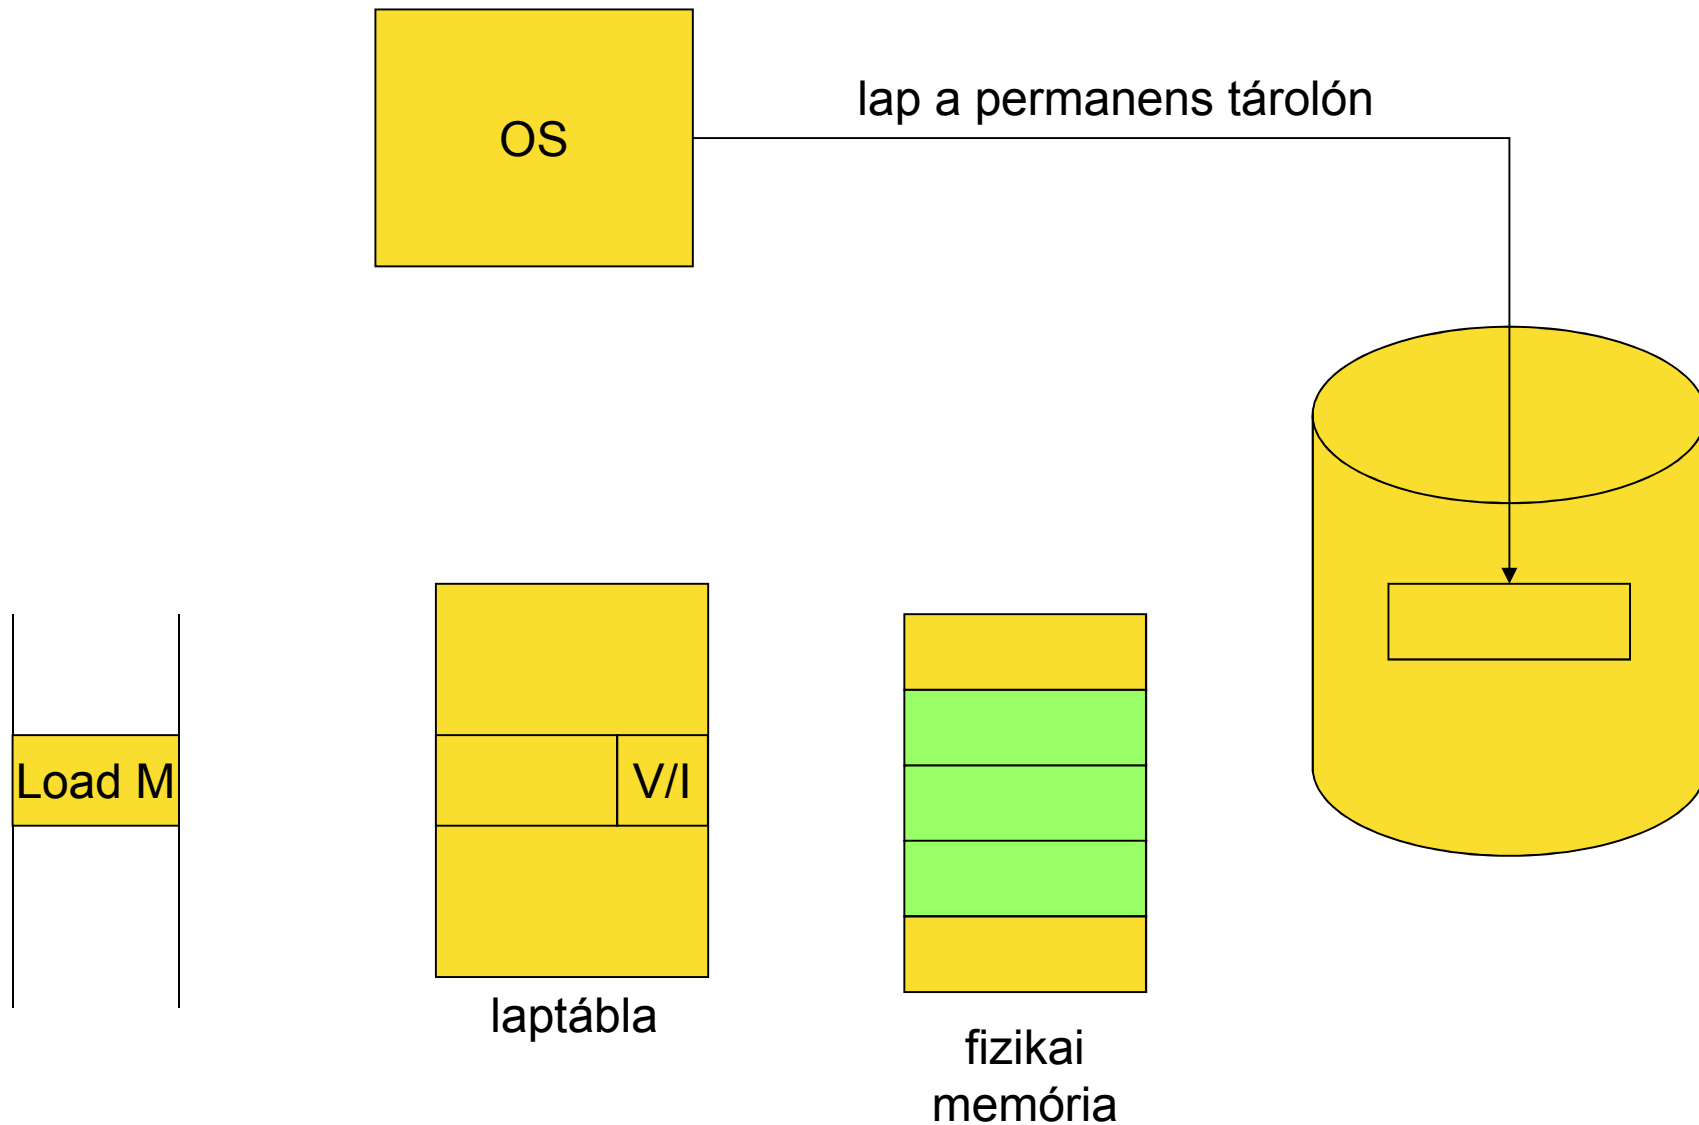 OS
lap a permanens tárolón
Load M
V/I
laptábla
fizikai
memória